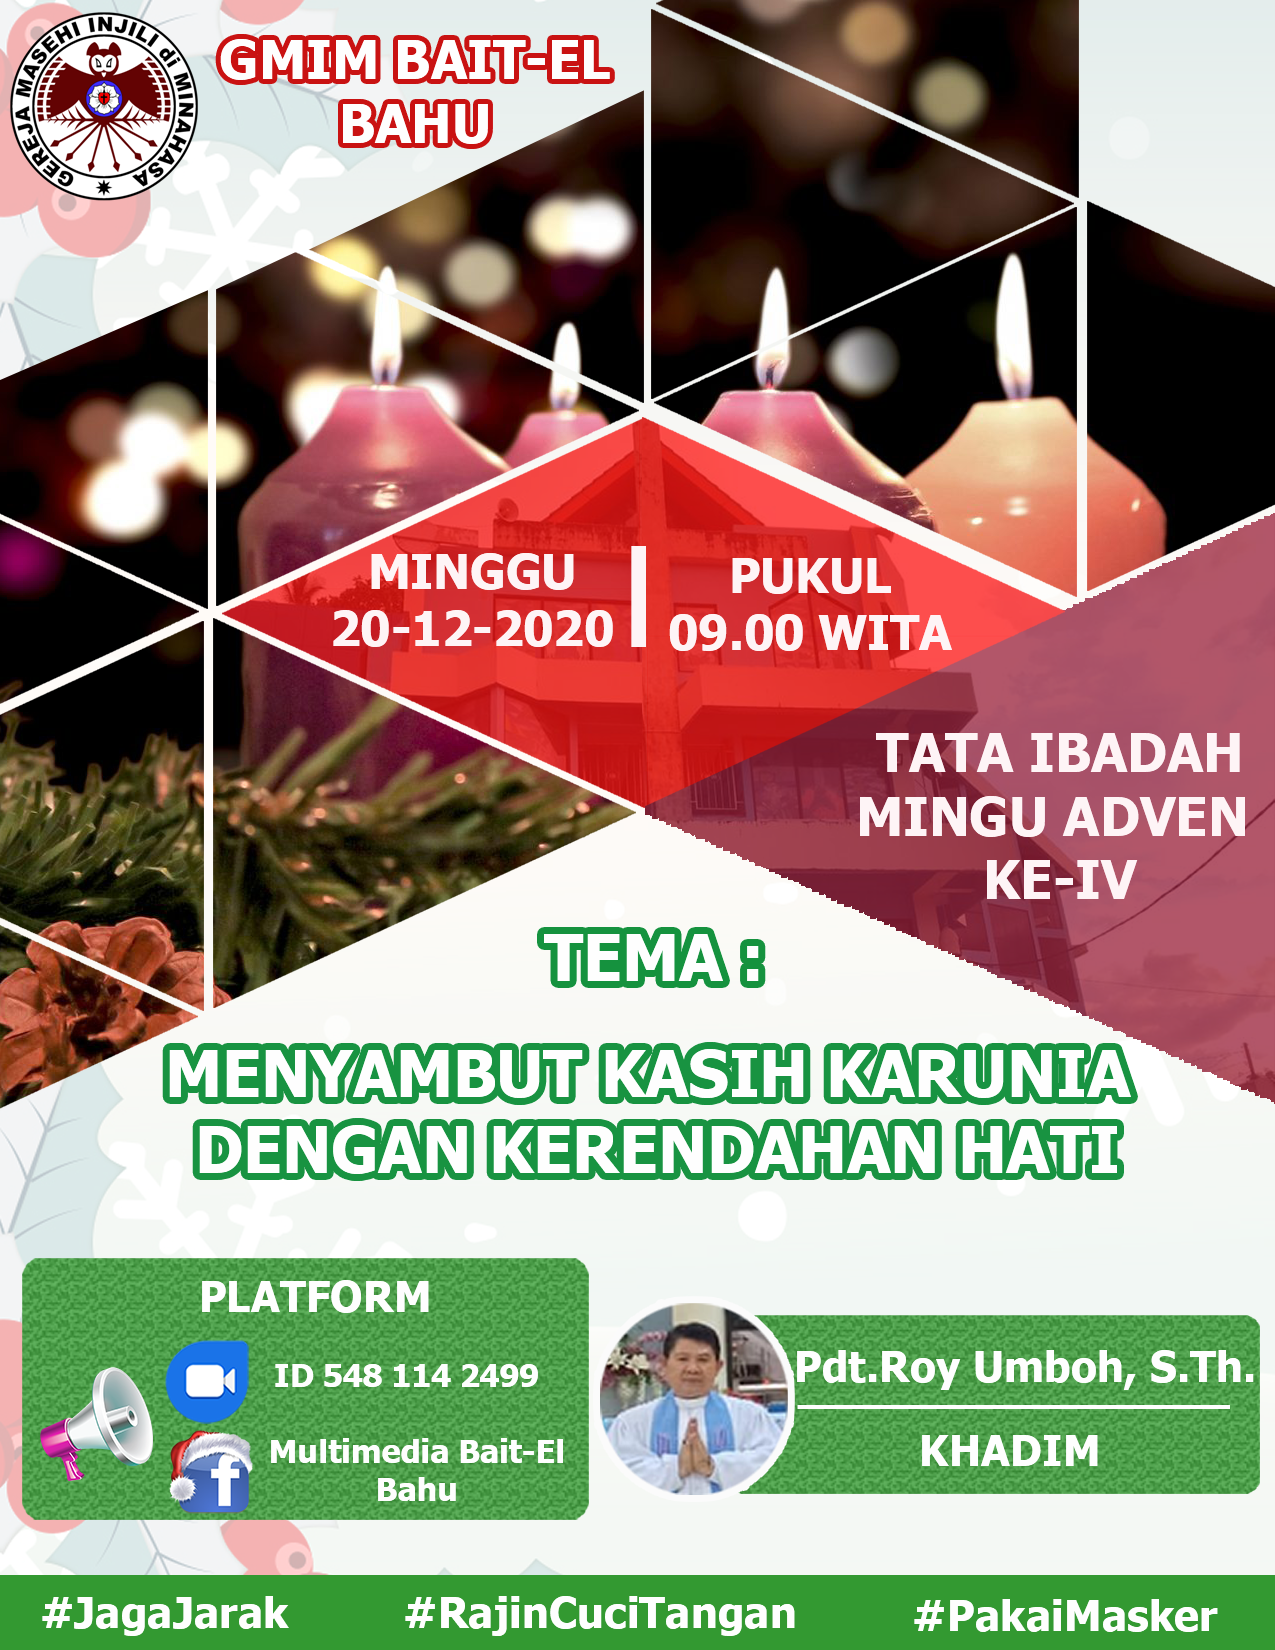 GEREJA MASEHI INJILI di MINAHASA
GMIM BAIT-EL
BAHU
MINGGU
20-12-2020
PUKUL
09.00 WITA
TATA IBADAH
MINGU ADVEN
KE-IV
TEMA :
MENYAMBUT KASIH KARUNIA
DENGAN KERENDAHAN HATI
PLATFORM
ID 548 114 2499
Multimedia Bait-El
Bahu
Pdt.Roy Umboh, S.Th.
KHADIM
#JagaJarak
#RajinCuciTangan
#PakaiMasker